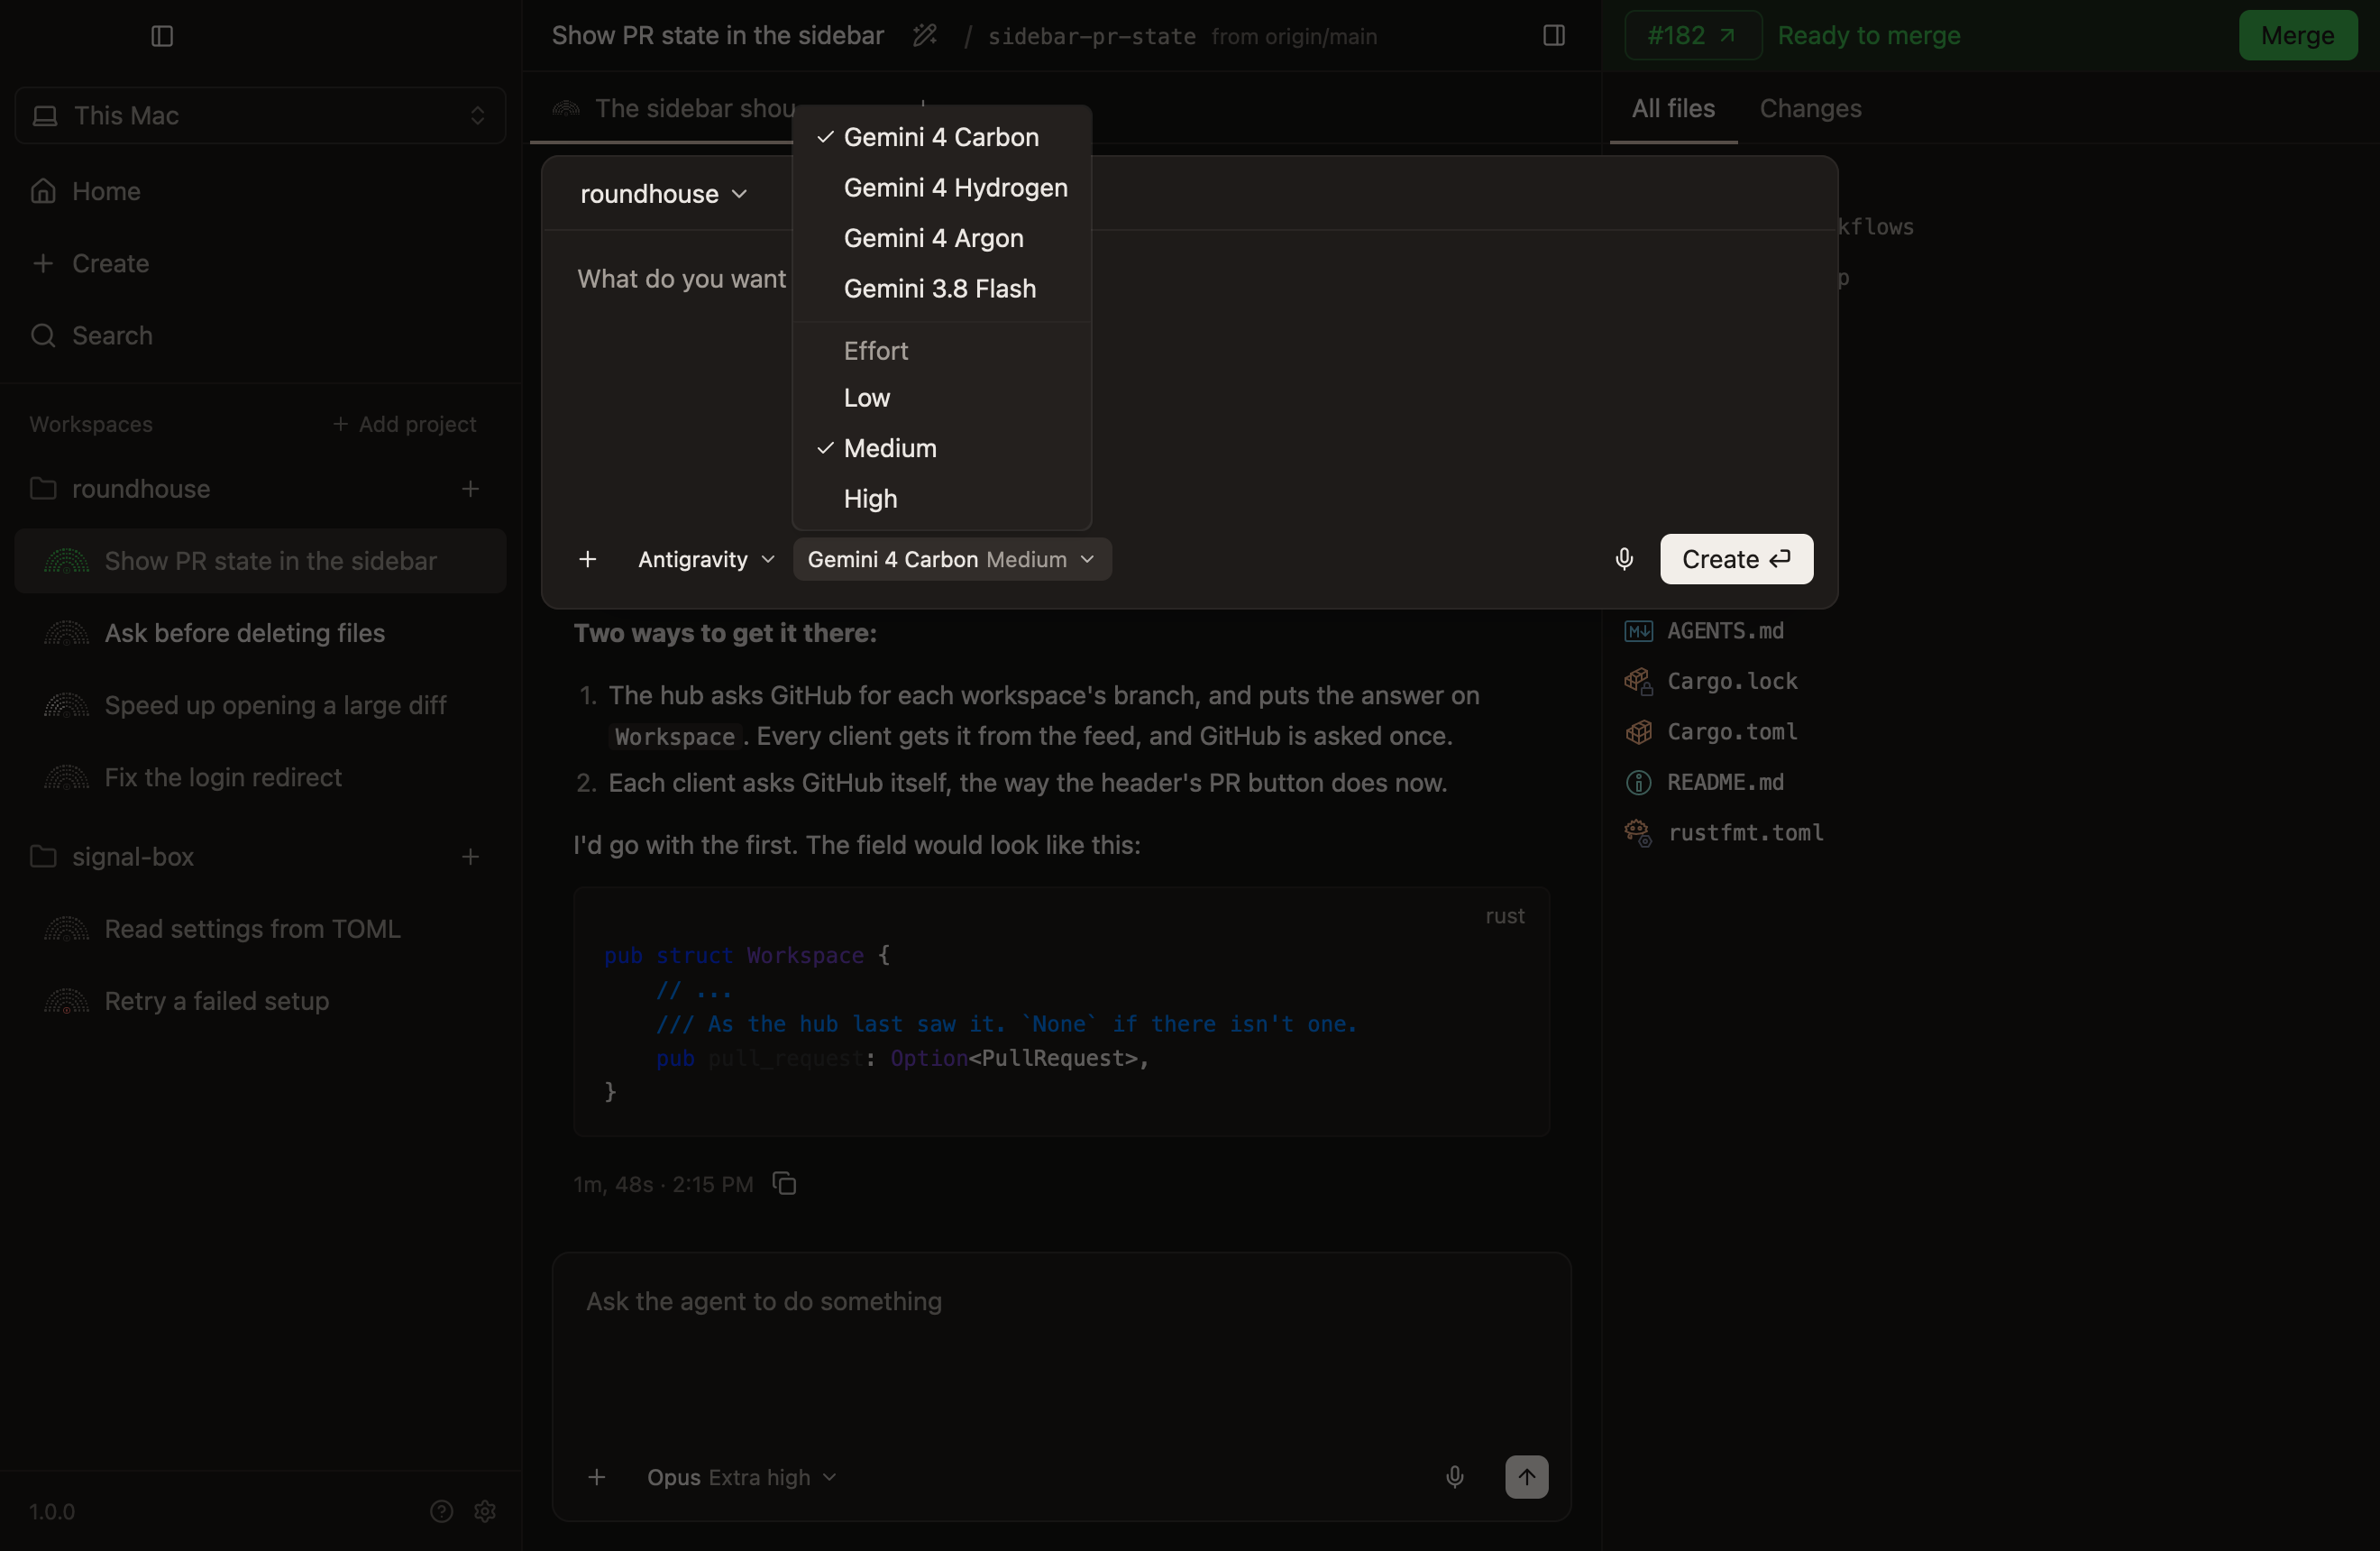 Show PR state in the sidebar / sidebar-pr-state from origin/main
#182 Ready to merge
Merge
This Mac
Home
Create
Search
Workspaces
Add project
roundhouse
Show PR state in the sidebar
Ask before deleting files
Speed up opening a large diff
Fix the login redirect
signal-box
Read settings from TOML
Retry a failed setup
1.0.0
The sidebar shou
roundhouse
What do you want
Gemini 4 Carbon
Gemini 4 Hydrogen
Gemini 4 Argon
Gemini 3.8 Flash
Effort
Low
Medium
High
Antigravity
Gemini 4 Carbon Medium
Create
Two ways to get it there:
1. The hub asks GitHub for each workspace's branch, and puts the answer on
Workspace. Every client gets it from the feed, and GitHub is asked once.
2. Each client asks GitHub itself, the way the header's PR button does now.
I'd go with the first. The field would look like this:
rust
pub struct Workspace {
// ...
/// As the hub last saw it. `None` if there isn't one.
pub pull_request: Option<PullRequest>,
}
1m, 48s · 2:15 PM
Ask the agent to do something
Opus Extra high
All files
Changes
kflows
p
AGENTS.md
Cargo.lock
Cargo.toml
README.md
rustfmt.toml